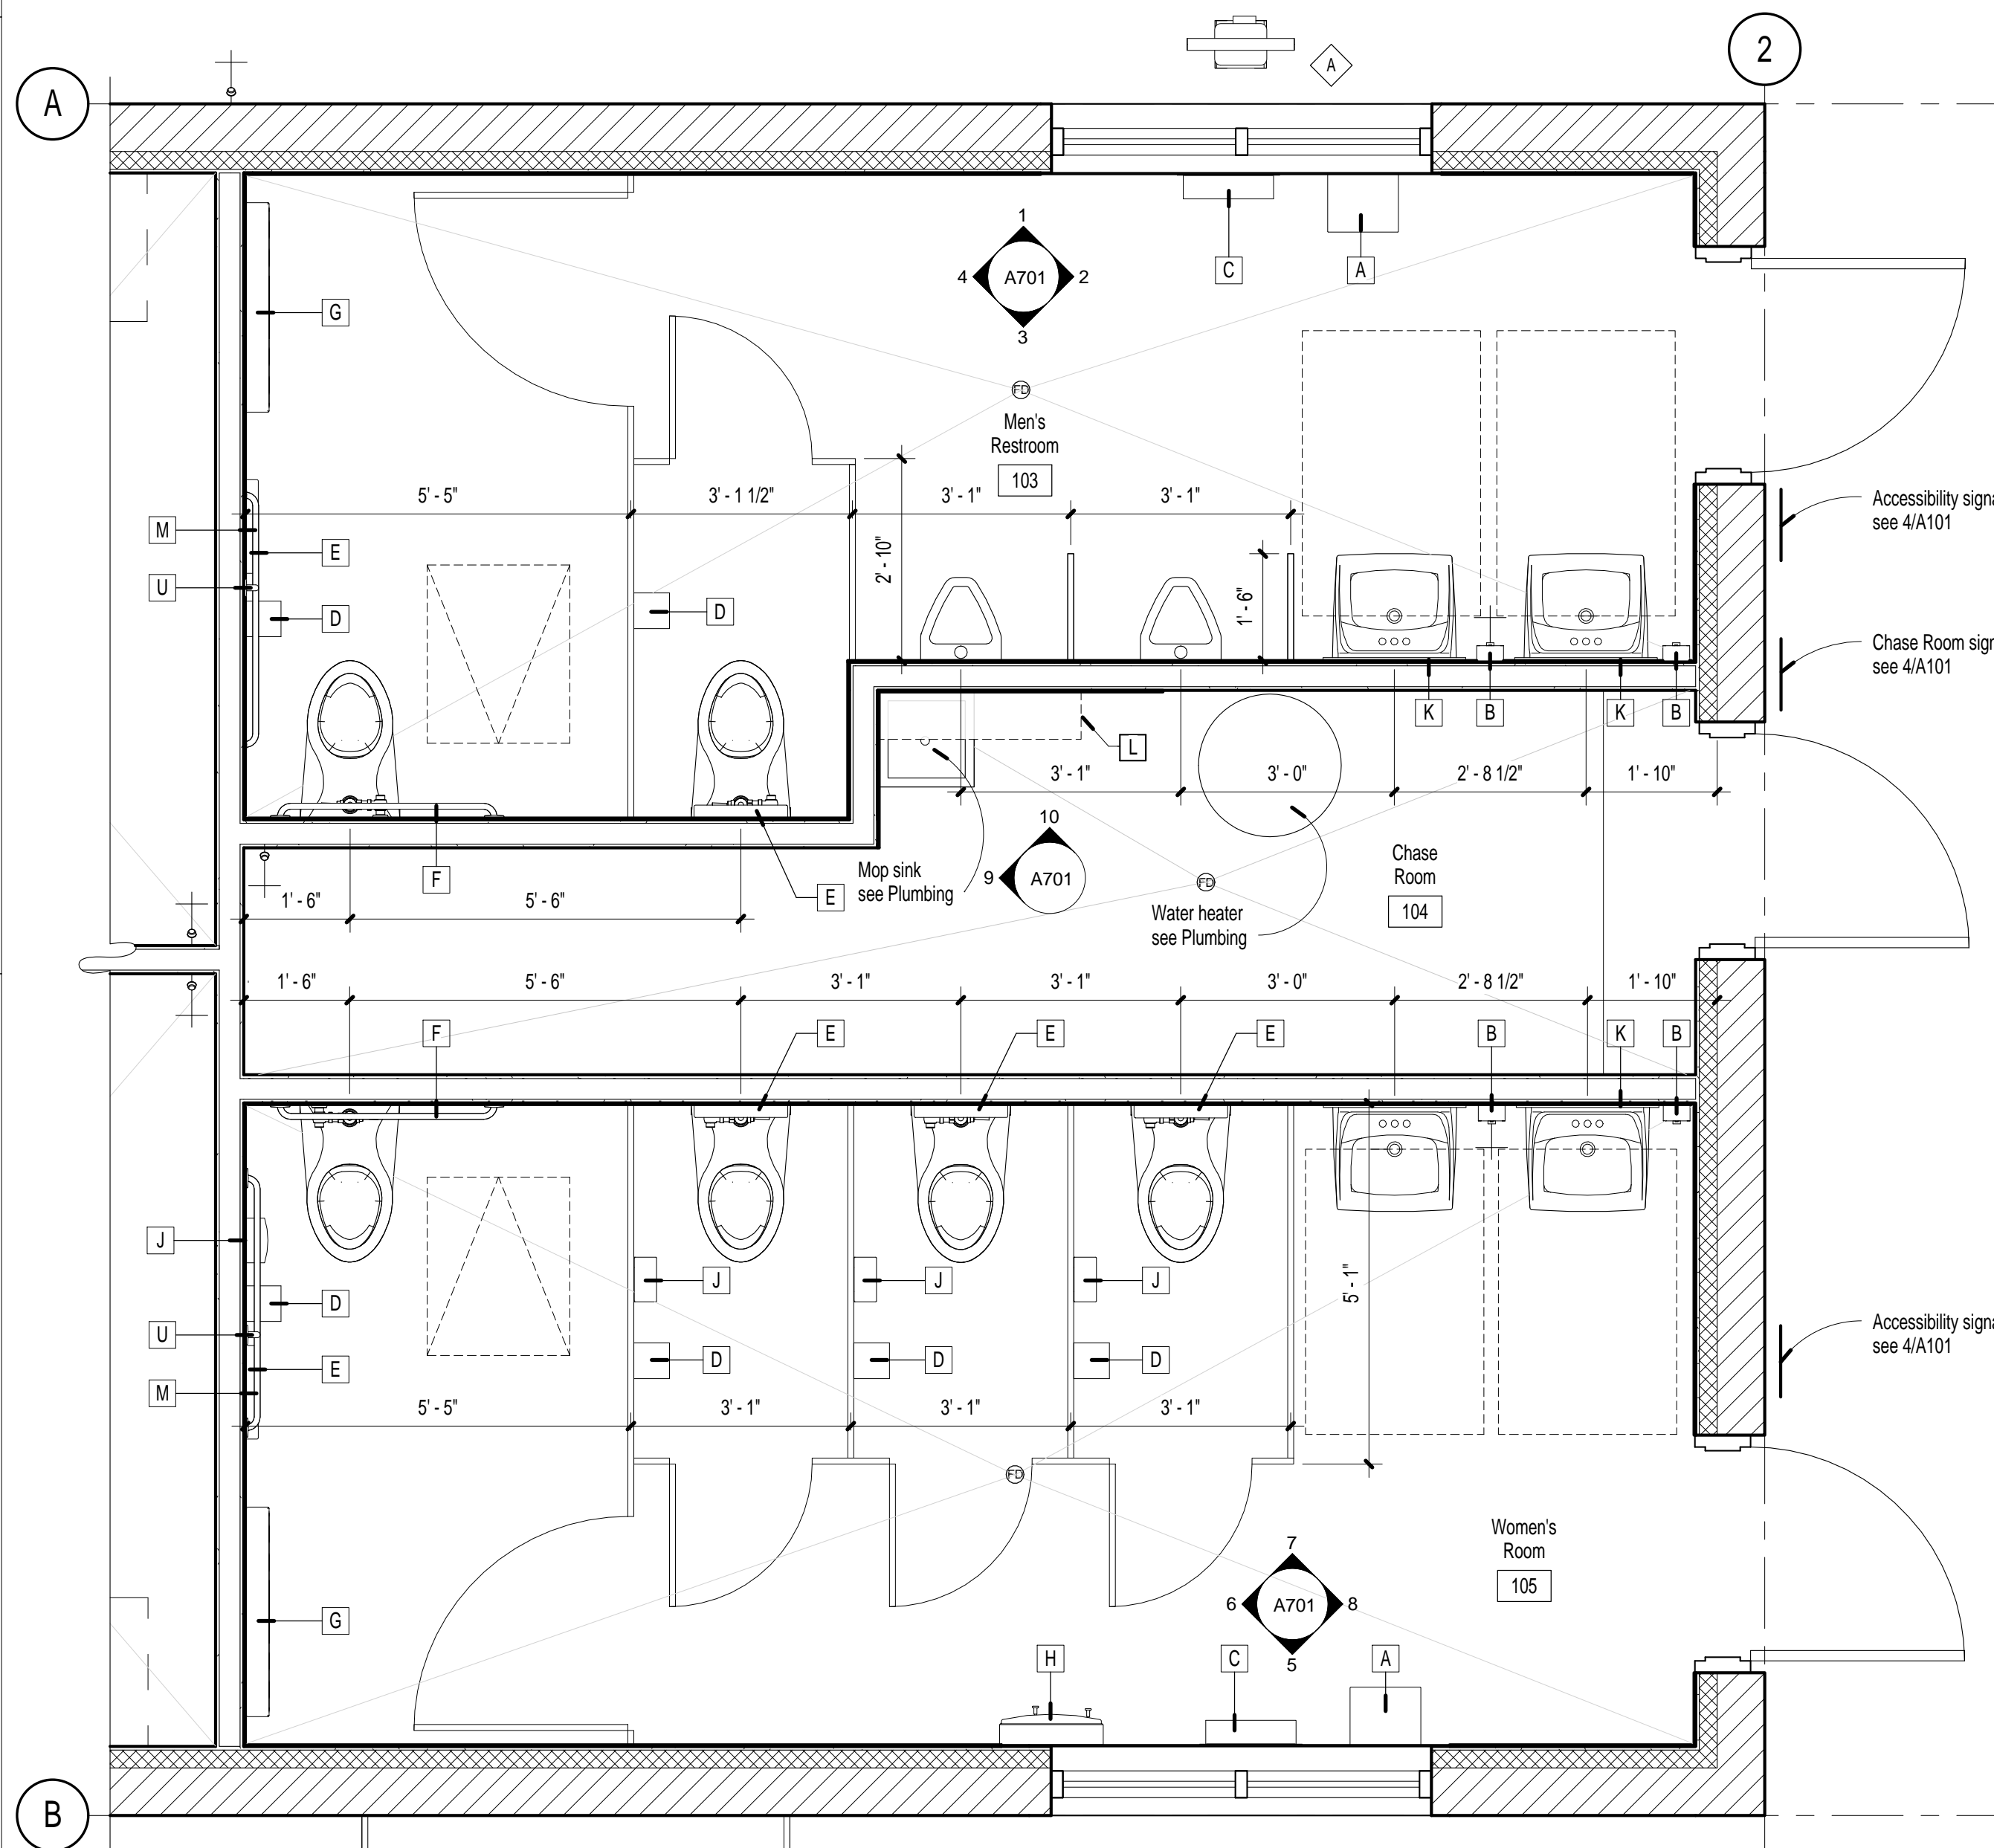 2
A
A
1
4
A701
2
3
C
A
G
FD
Men's
Restroom
103
5' - 5"
3' - 1 1/2"
3' - 1"
3' - 1"
2' - 10"
1' - 6"
M
E
U
D
D
Accessibility
see 4/A101
Chase Room
see 4/A101
K
B
K
B
L
3' - 1"
3' - 0"
2' - 8 1/2"
1' - 10"
10
9
A701
Mop sink
see Plumbing
F
E
FD
Chase
Room
104
Water heater
see Plumbing
1' - 6"
5' - 6"
1' - 6"
5' - 6"
3' - 1"
3' - 1"
3' - 0"
2' - 8 1/2"
1' - 10"
F
E
E
E
B
K
B
J
D
U
E
M
J
J
J
D
D
D
5' - 1"
Accessibility
see 4/A101
5' - 5"
3' - 1"
3' - 1"
3' - 1"
FD
Women's
Room
105
7
6
A701
8
5
G
H
C
A
B